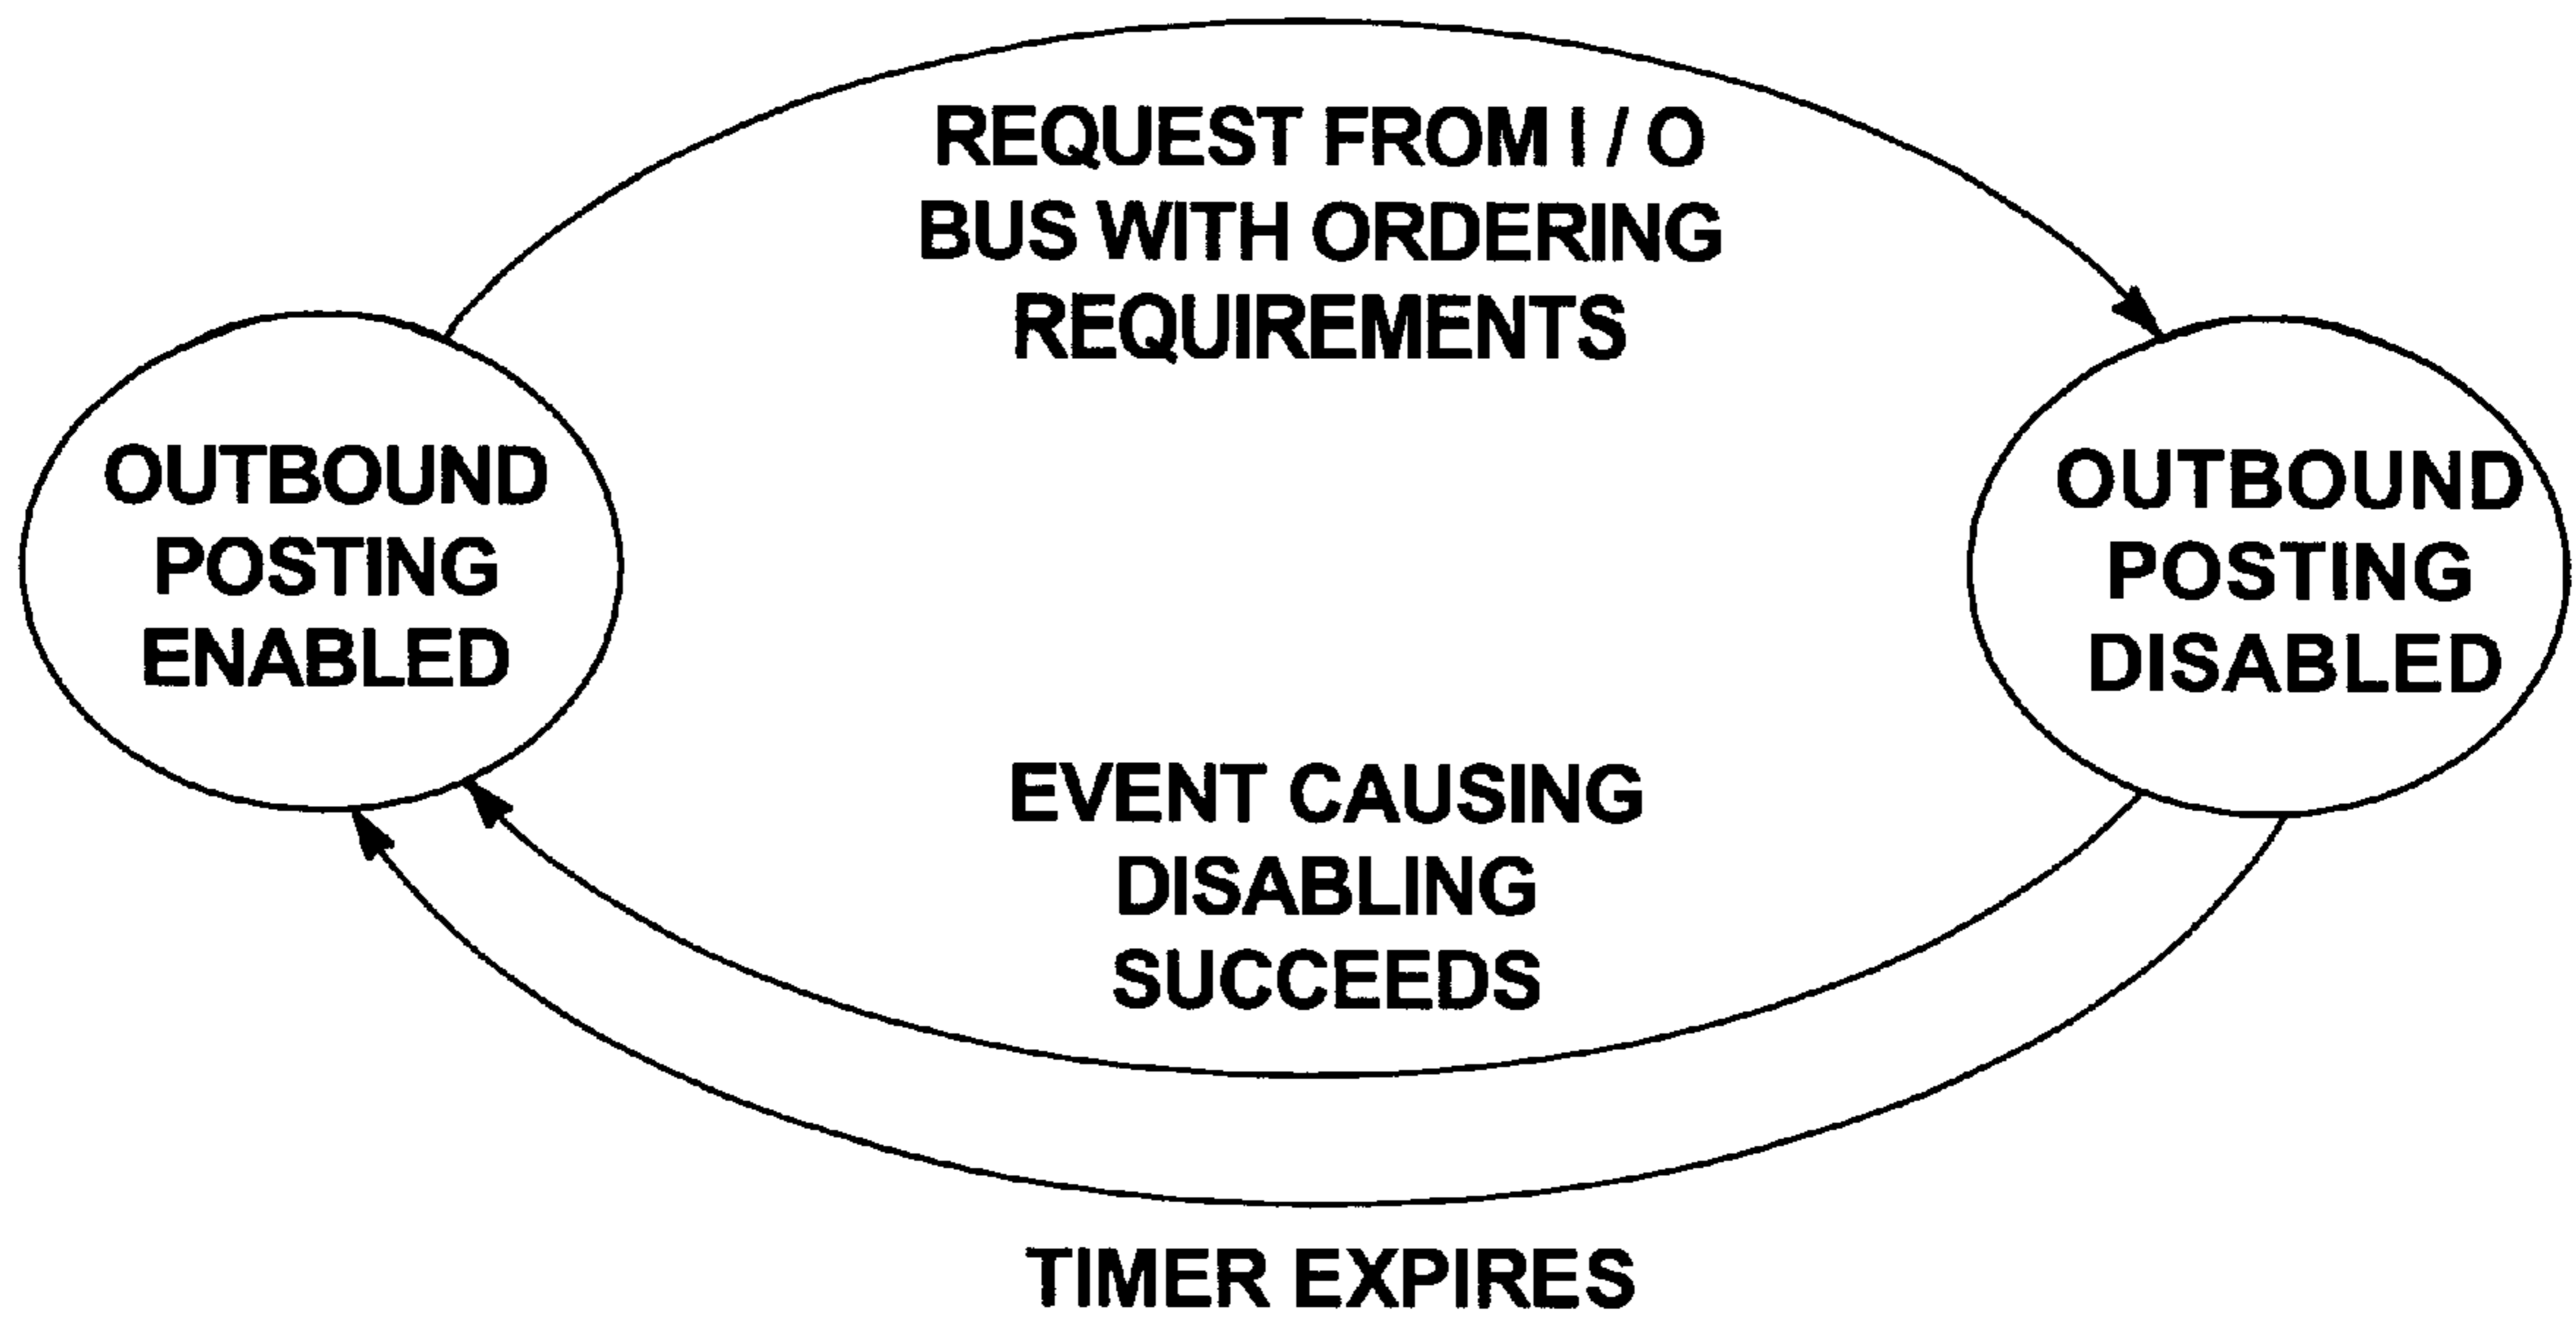 REQUEST FROM I / O
BUS WITH ORDERING
REQUIREMENTS
OUTBOUND
POSTING
ENABLED
OUTBOUND
POSTING
DISABLED
EVENT CAUSING
DISABLING
SUCCEEDS
TIMER EXPIRES